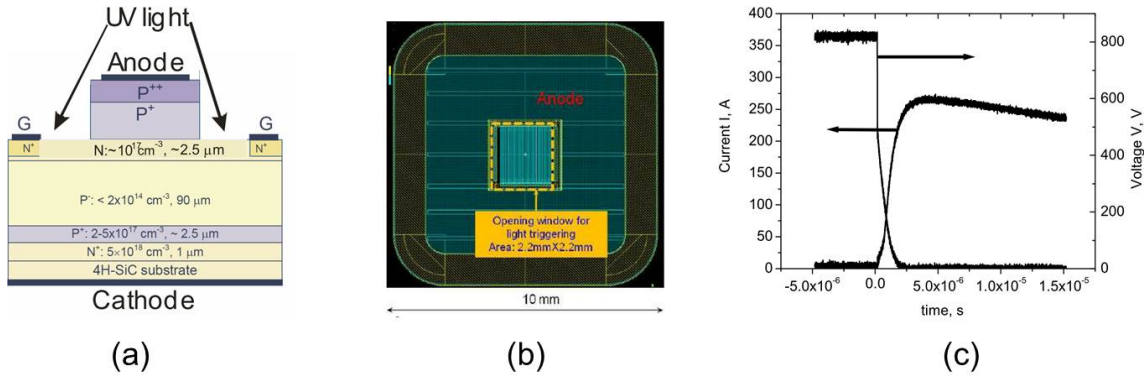 UV light
Anode
P++
P+
G
G
N+
N+
N:~10¹⁷cm⁻³, ~2.5 μm
P⁻: < 2x10¹⁴ cm⁻³, 90 μm
P⁺: 2-5x10¹⁷ cm⁻³, ~ 2.5 μm
N⁺: 5×10¹⁸ cm⁻³, 1 μm
4H-SiC substrate
Cathode
(a)
Anode
Opening window for
light triggering
Area: 2.2mmX2.2mm
10 mm
(b)
400
350
300
250
200
150
100
50
0
Current I, A
800
600
400
200
0
Voltage V, V
-5.0x10⁻⁶
0.0
5.0x10⁻⁶
1.0x10⁻⁵
1.5x10⁻⁵
time, s
(c)